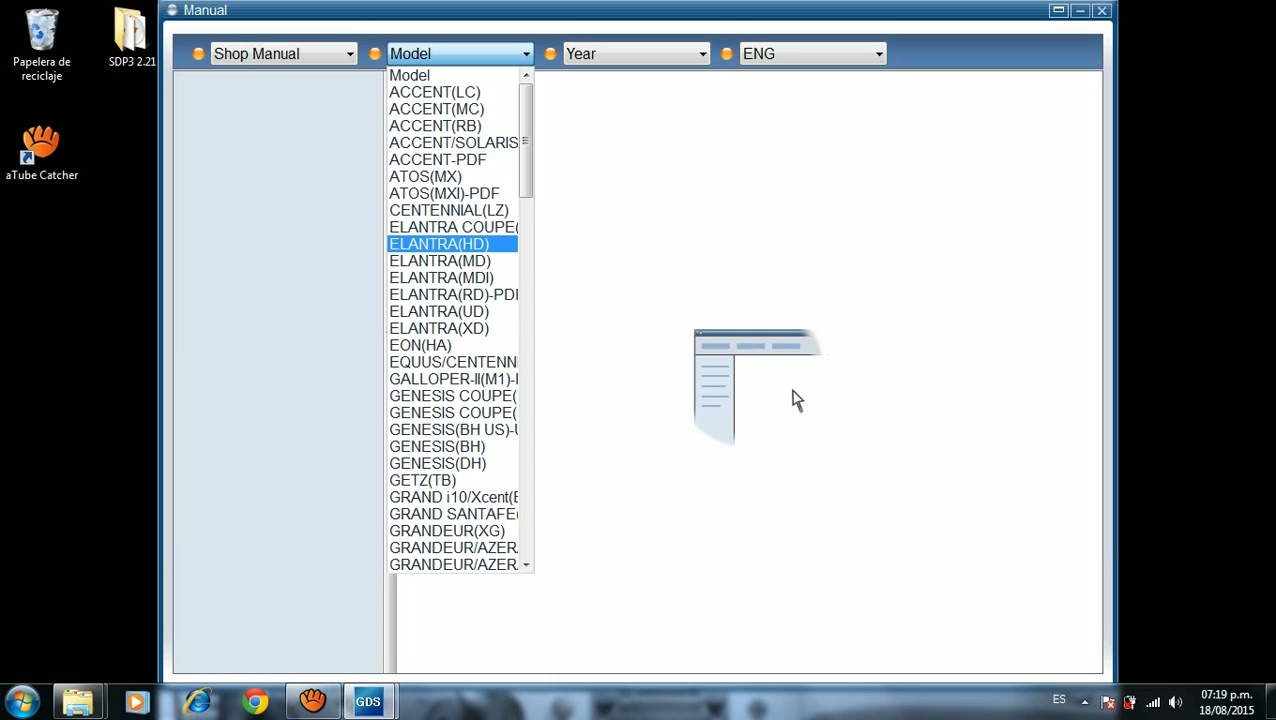 Manual
Papelera de
reciclaje
SDP3 2.21
aTube Catcher
Shop Manual
Model
Year
ENG
Model
ACCENT(LC)
ACCENT(MC)
ACCENT(RB)
ACCENT/SOLARIS
ACCENT-PDF
ATOS(MX)
ATOS(MXI)-PDF
CENTENNIAL(LZ)
ELANTRA COUPE(
ELANTRA(HD)
ELANTRA(MD)
ELANTRA(MDI)
ELANTRA(RD)-PDF
ELANTRA(UD)
ELANTRA(XD)
EON(HA)
EQUUS/CENTENN
GALLOPER-II(M1)-
GENESIS COUPE(
GENESIS COUPE(
GENESIS(BH US)-
GENESIS(BH)
GENESIS(DH)
GETZ(TB)
GRAND i10/Xcent(
GRAND SANTAFE(
GRANDEUR(XG)
GRANDEUR/AZER
GRANDEUR/AZER
GDS
ES
07:19 p.m.
18/08/2015